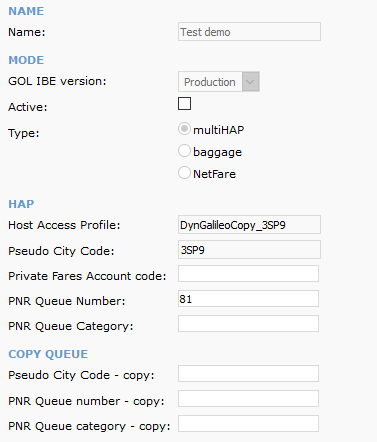 NAME
Name: Test demo
MODE
GOL IBE version: Production
Active:
Type: multiHAP
baggage
NetFare
HAP
Host Access Profile: DynGalileoCopy_3SP9
Pseudo City Code: 3SP9
Private Fares Account code:
PNR Queue Number: 81
PNR Queue Category:
COPY QUEUE
Pseudo City Code - copy:
PNR Queue number - copy:
PNR Queue category - copy: